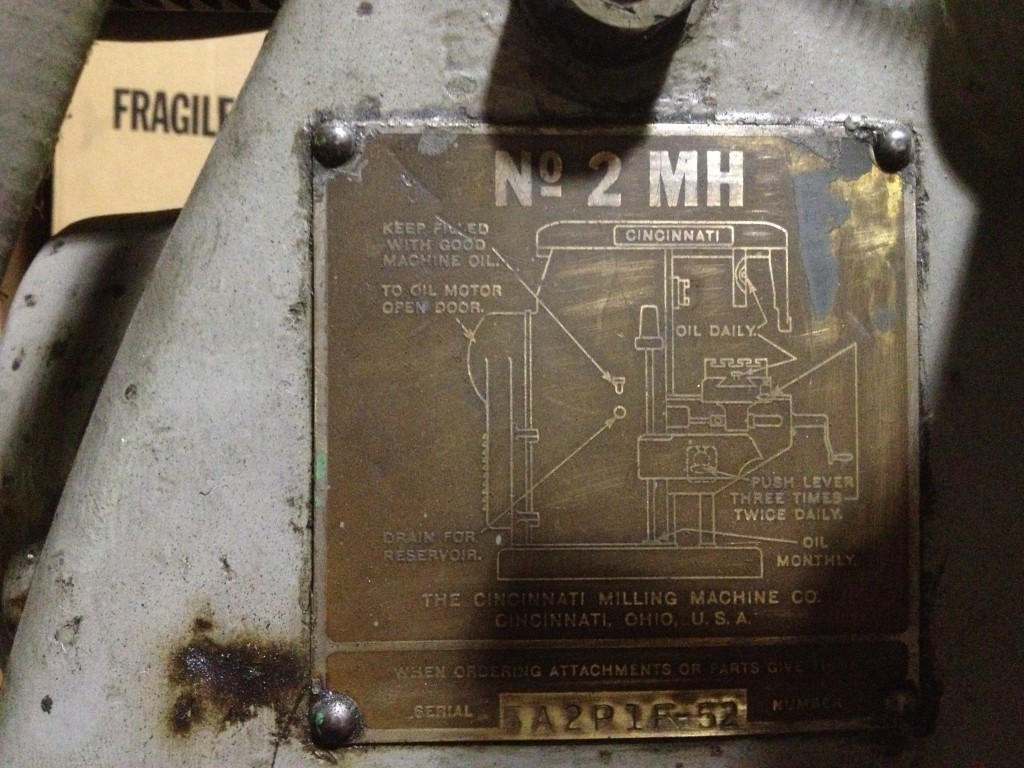 FRAGILE
Nº 2 MH
KEEP FILLED
WITH GOOD
MACHINE OIL.
CINCINNATI
TO OIL MOTOR
OPEN DOOR.
OIL DAILY.
PUSH LEVER
THREE TIMES
TWICE DAILY.
DRAIN FOR
RESERVOIR.
OIL
MONTHLY.
THE CINCINNATI MILLING MACHINE CO.
CINCINNATI, OHIO, U.S.A.
WHEN ORDERING ATTACHMENTS OR PARTS GIVE
SERIAL
NUMBER